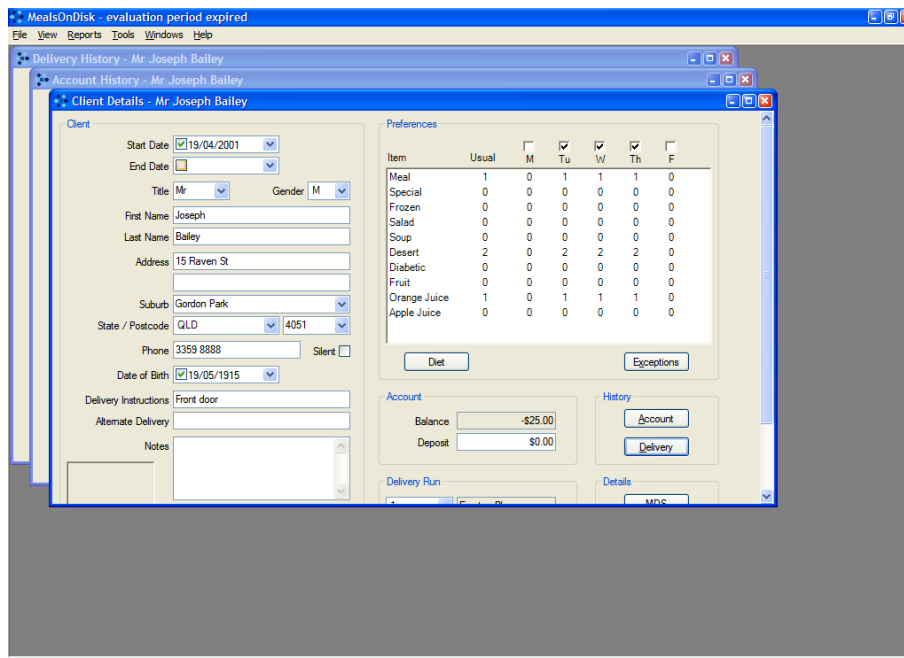 MealsOnDisk - evaluation period expired
File View Reports Tools Windows Help
Delivery History - Mr Joseph Bailey
Account History - Mr Joseph Bailey
Client Details - Mr Joseph Bailey
Client
Start Date 19/04/2001
End Date
Title Mr Gender M
First Name Joseph
Last Name Bailey
Address 15 Raven St
Suburb Gordon Park
State / Postcode QLD 4051
Phone 3359 8888 Silent
Date of Birth 19/05/1915
Delivery Instructions Front door
Alternate Delivery
Notes
Preferences
Item Usual M Tu W Th F
Meal 1 0 1 1 1 0
Special 0 0 0 0 0 0
Frozen 0 0 0 0 0 0
Salad 0 0 0 0 0 0
Soup 0 0 0 0 0 0
Desert 2 0 2 2 2 0
Diabetic 0 0 0 0 0 0
Fruit 0 0 0 0 0 0
Orange Juice 1 0 1 1 1 0
Apple Juice 0 0 0 0 0 0
Diet Exceptions
Account
Balance -$25.00
Deposit $0.00
History
Account
Delivery
Delivery Run
Details
MDS